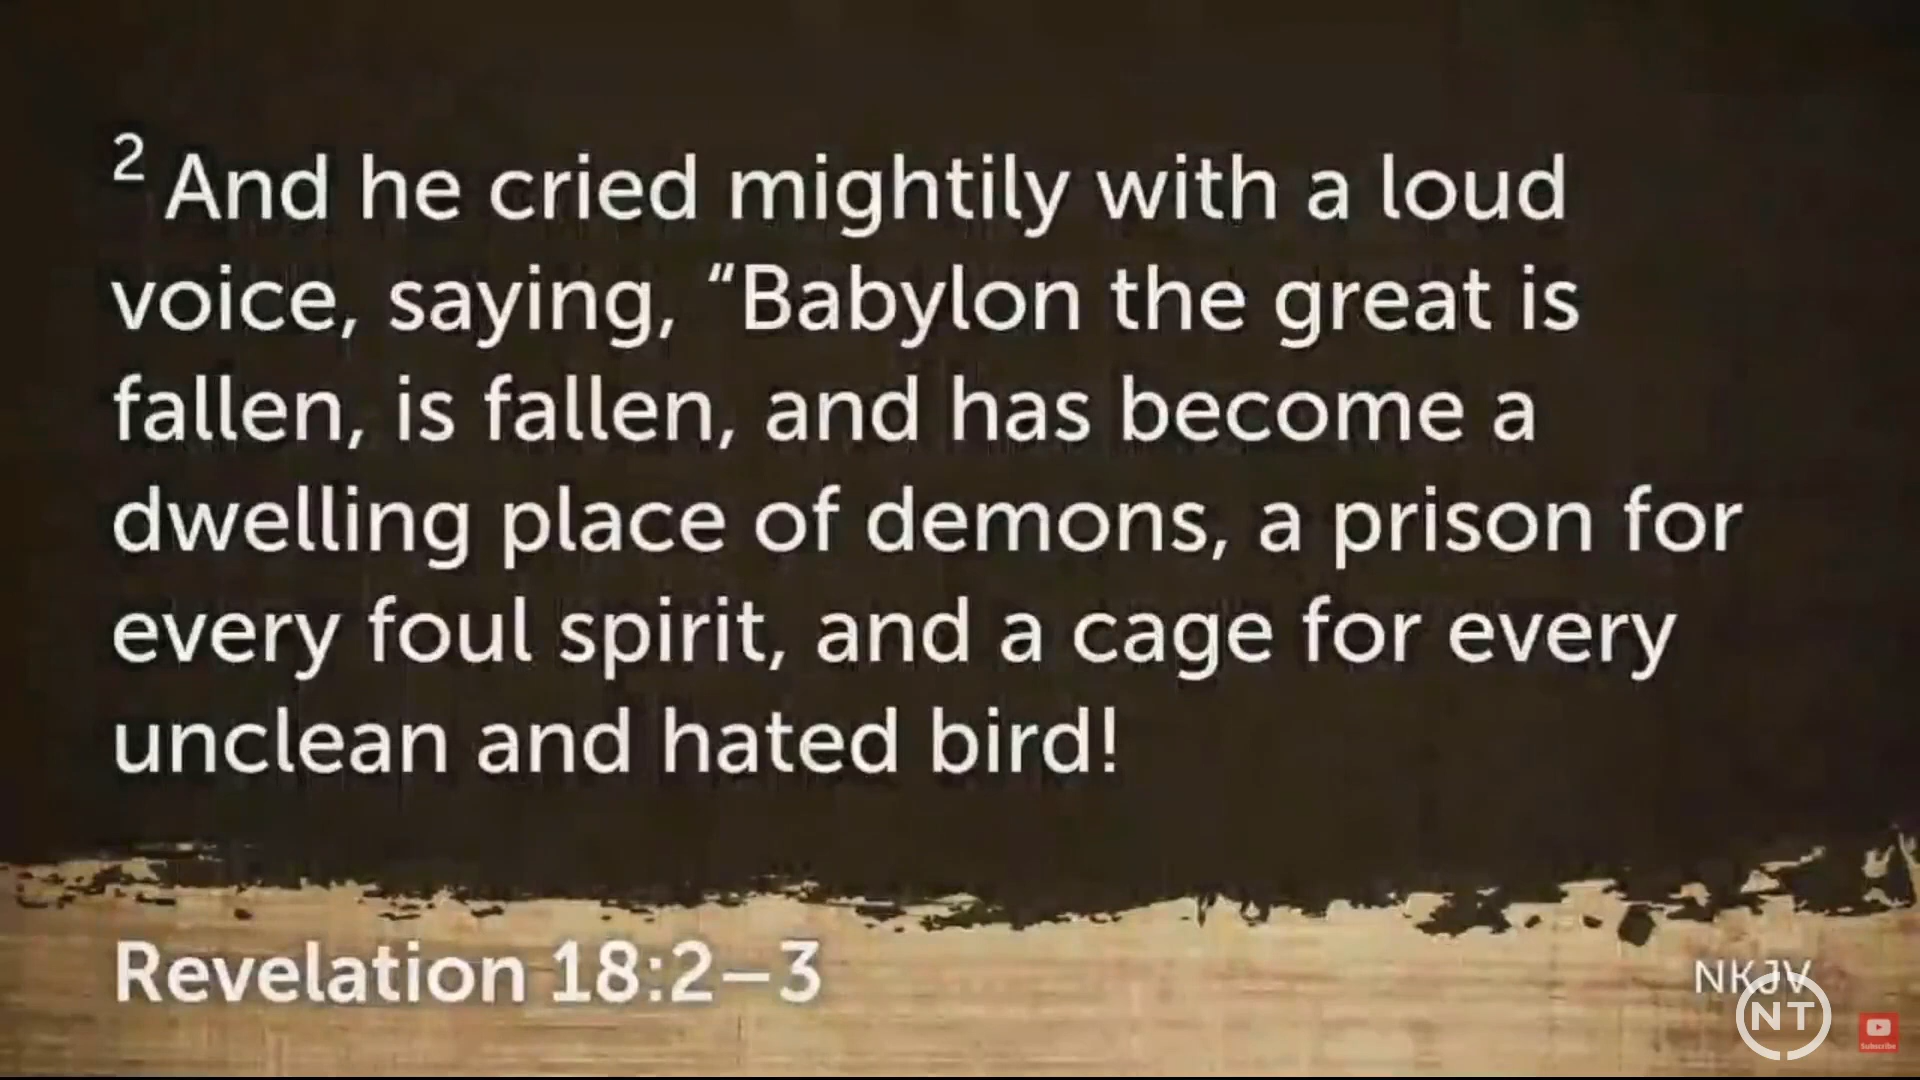 2 And he cried mightily with a loud
voice, saying, “Babylon the great is
fallen, is fallen, and has become a
dwelling place of demons, a prison for
every foul spirit, and a cage for every
unclean and hated bird!
Revelation 18:2–3
NKJV
NT
Subscribe